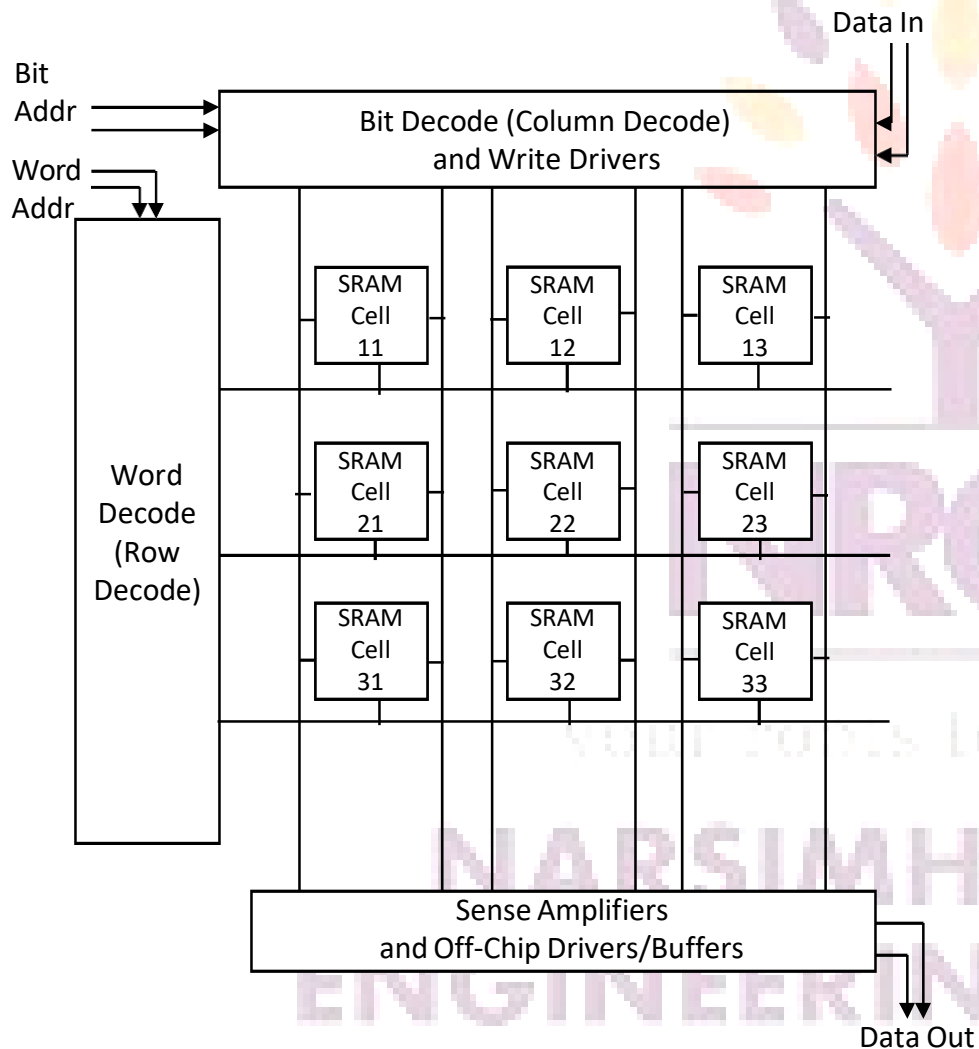 Data In
Bit
Addr
Bit Decode (Column Decode)
and Write Drivers
Word
Addr
SRAM
Cell
11
SRAM
Cell
12
SRAM
Cell
13
Word
Decode
(Row
Decode)
SRAM
Cell
21
SRAM
Cell
22
SRAM
Cell
23
NR
SRAM
Cell
31
SRAM
Cell
32
SRAM
Cell
33
NARSIMH
Sense Amplifiers
and Off-Chip Drivers/Buffers
ENGINEERIN
Data Out